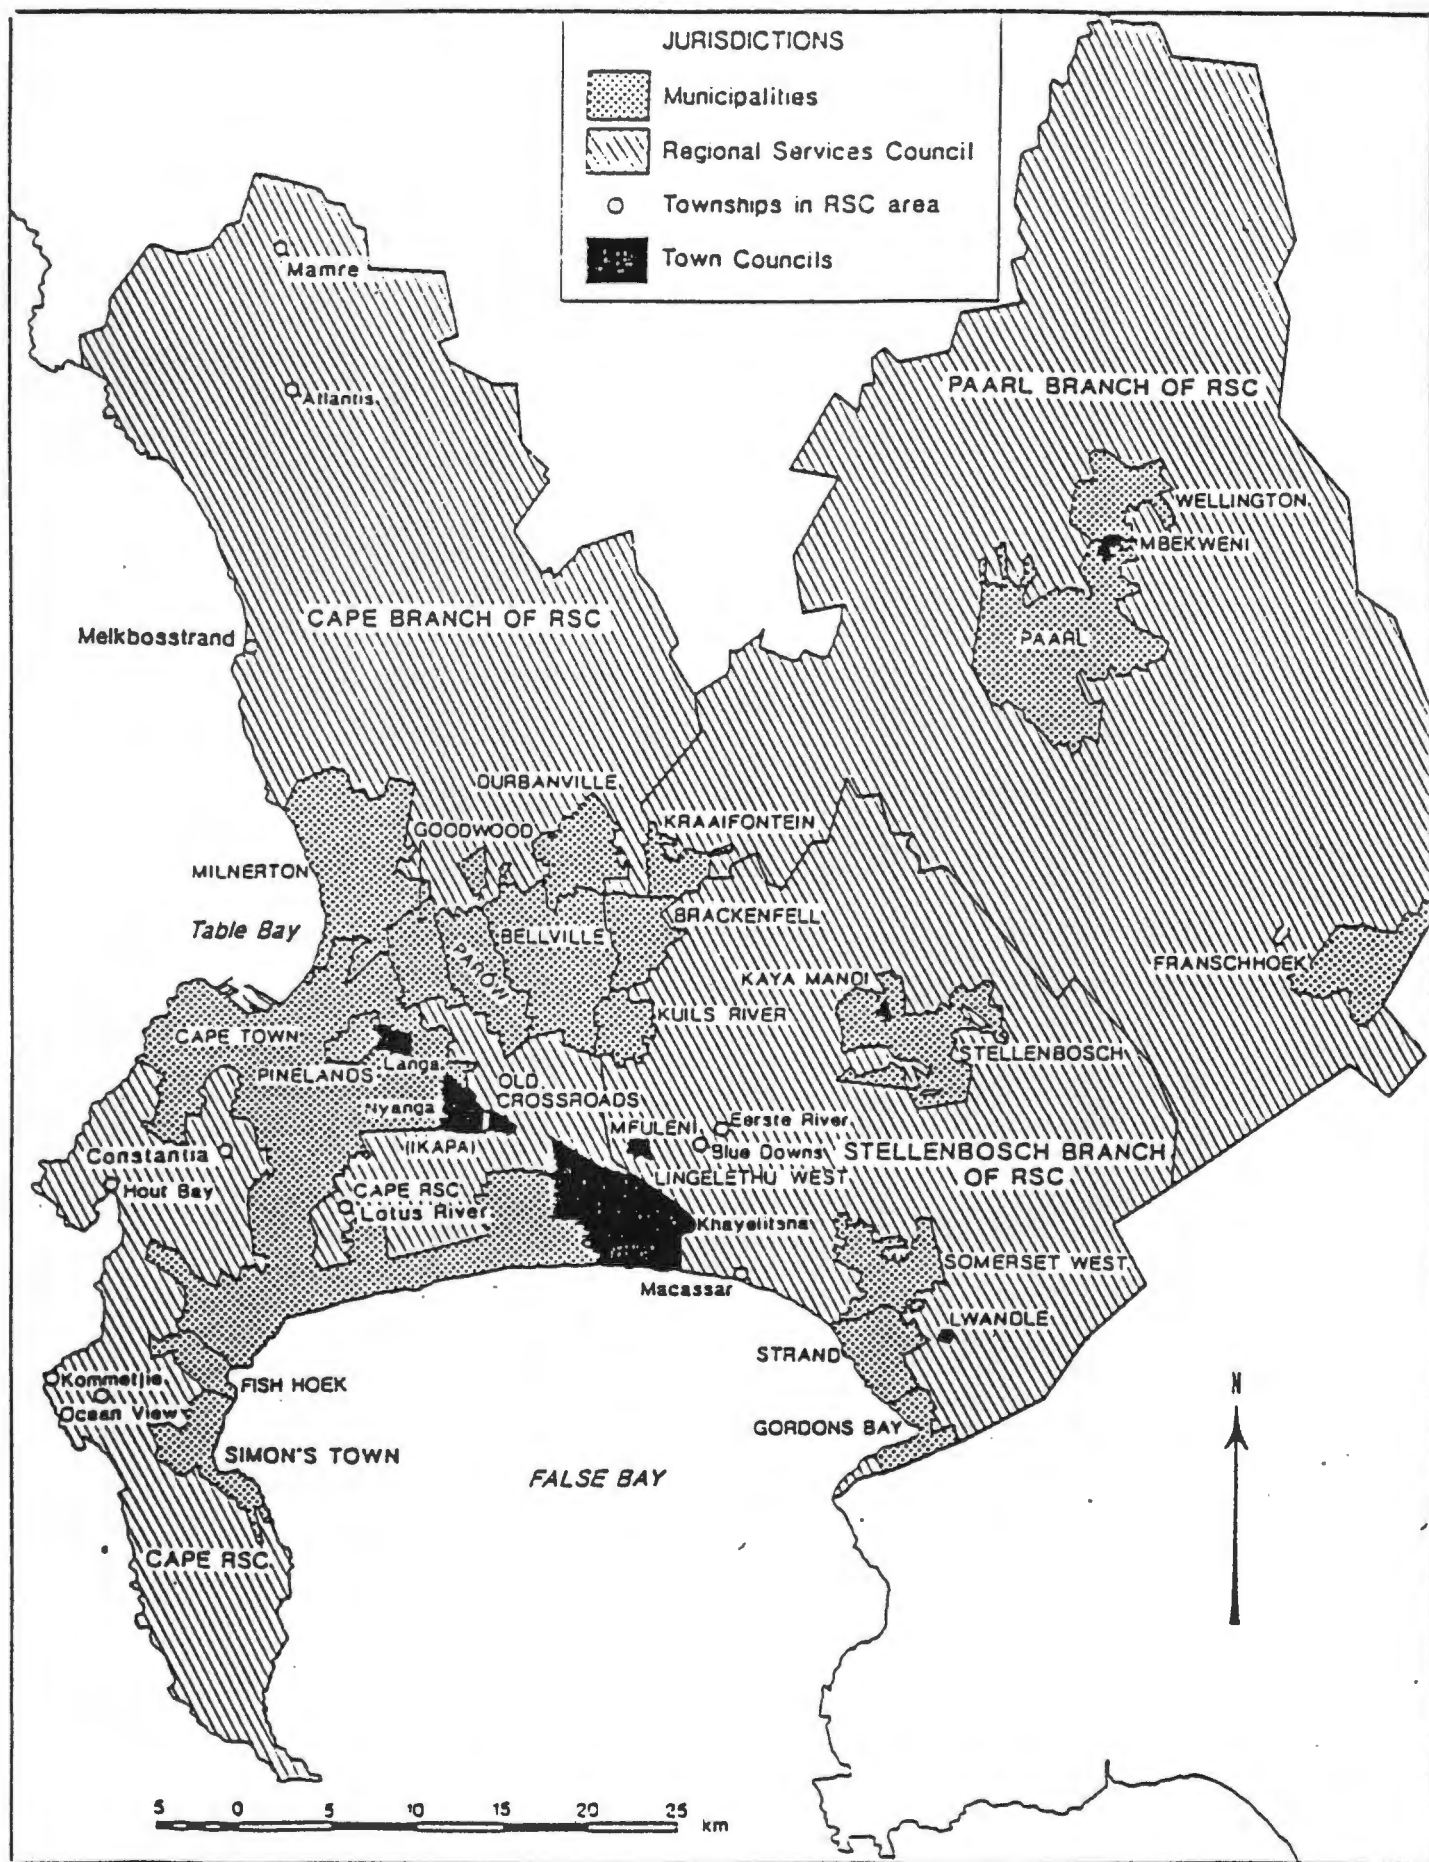 JURISDICTIONS
Municipalities
Regional Services Council
Townships in RSC area
Town Councils
Mamre
Atlantis
PAARL BRANCH OF RSC
WELLINGTON
MBEKWENI
CAPE BRANCH OF RSC
Melkbosstrand
PAARL
DURBANVILLE
GOODWOOD
KRAAIFONTEIN
MILNERTON
BRACKENFELL
Table Bay
BELLVILLE
PAROW
FRANSCHHOEK
KAYA MANDI
KUILS RIVER
CAPE TOWN
STELLENBOSCH
PINELANDS
Langa
OLD
CROSSROADS
Nyanga
Eerste River
MFULENI
(IKAPA)
Blue Downs
Constantia
STELLENBOSCH BRANCH
OF RSC
LINGELETHU WEST
Hout Bay
CAPE RSC
Lotus River
Khayelitsha
SOMERSET WEST
Macassar
LWANDLE
STRAND
Kommetjie
FISH HOEK
Ocean View
GORDONS BAY
SIMON'S TOWN
FALSE BAY
N
CAPE RSC
5 0 5 10 15 20 25
km